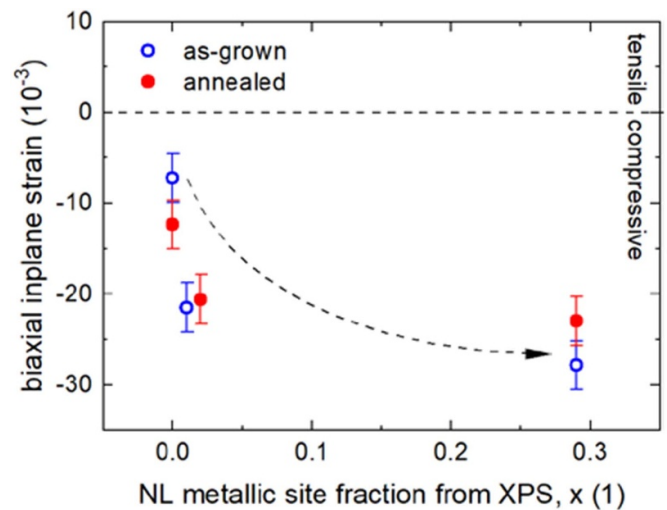 10
0
-10
-20
-30
biaxial inplane strain (10⁻³)
as-grown
annealed
tensile compressive
0.0 0.1 0.2 0.3
NL metallic site fraction from XPS, x (1)